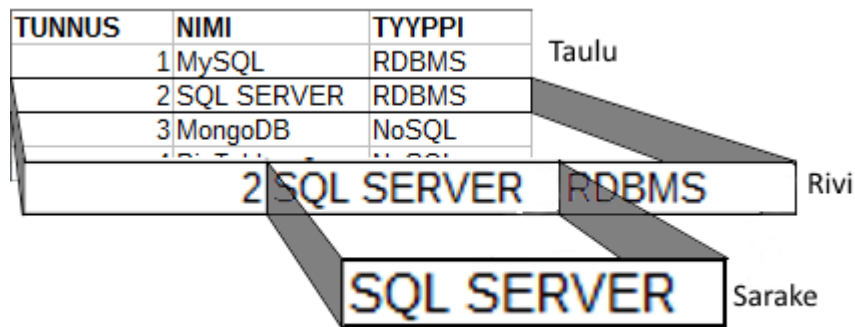 TUNNUS NIMI TYYPPI
1 MySQL RDBMS
Taulu
2 SQL SERVER RDBMS
3 MongoDB NoSQL
2 SQL SERVER RDBMS
Rivi
SQL SERVER
Sarake